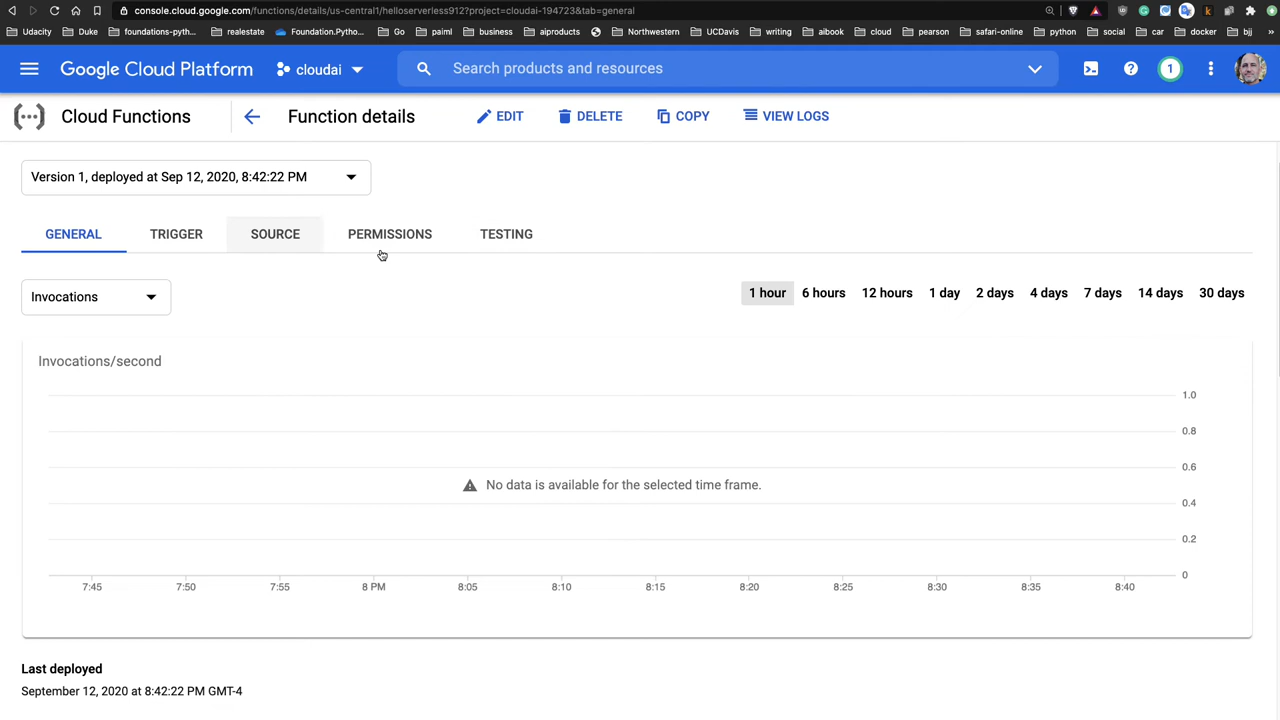 console.cloud.google.com/functions/details/us-central1/helloserverless912?project=cloudai-194723&tab=general
Udacity Duke foundations-pyth... realestate Foundation.Pytho... Go paiml business aiproducts Northwestern UCDavis writing aibook cloud pearson safari-online python social car docker bjj »
Google Cloud Platform cloudai Search products and resources 1
Cloud Functions Function details EDIT DELETE COPY VIEW LOGS
Version 1, deployed at Sep 12, 2020, 8:42:22 PM
GENERAL TRIGGER SOURCE PERMISSIONS TESTING
Invocations 1 hour 6 hours 12 hours 1 day 2 days 4 days 7 days 14 days 30 days
Invocations/second
1.0
0.8
0.6
No data is available for the selected time frame.
0.4
0.2
0
7:45 7:50 7:55 8 PM 8:05 8:10 8:15 8:20 8:25 8:30 8:35 8:40
Last deployed
September 12, 2020 at 8:42:22 PM GMT-4